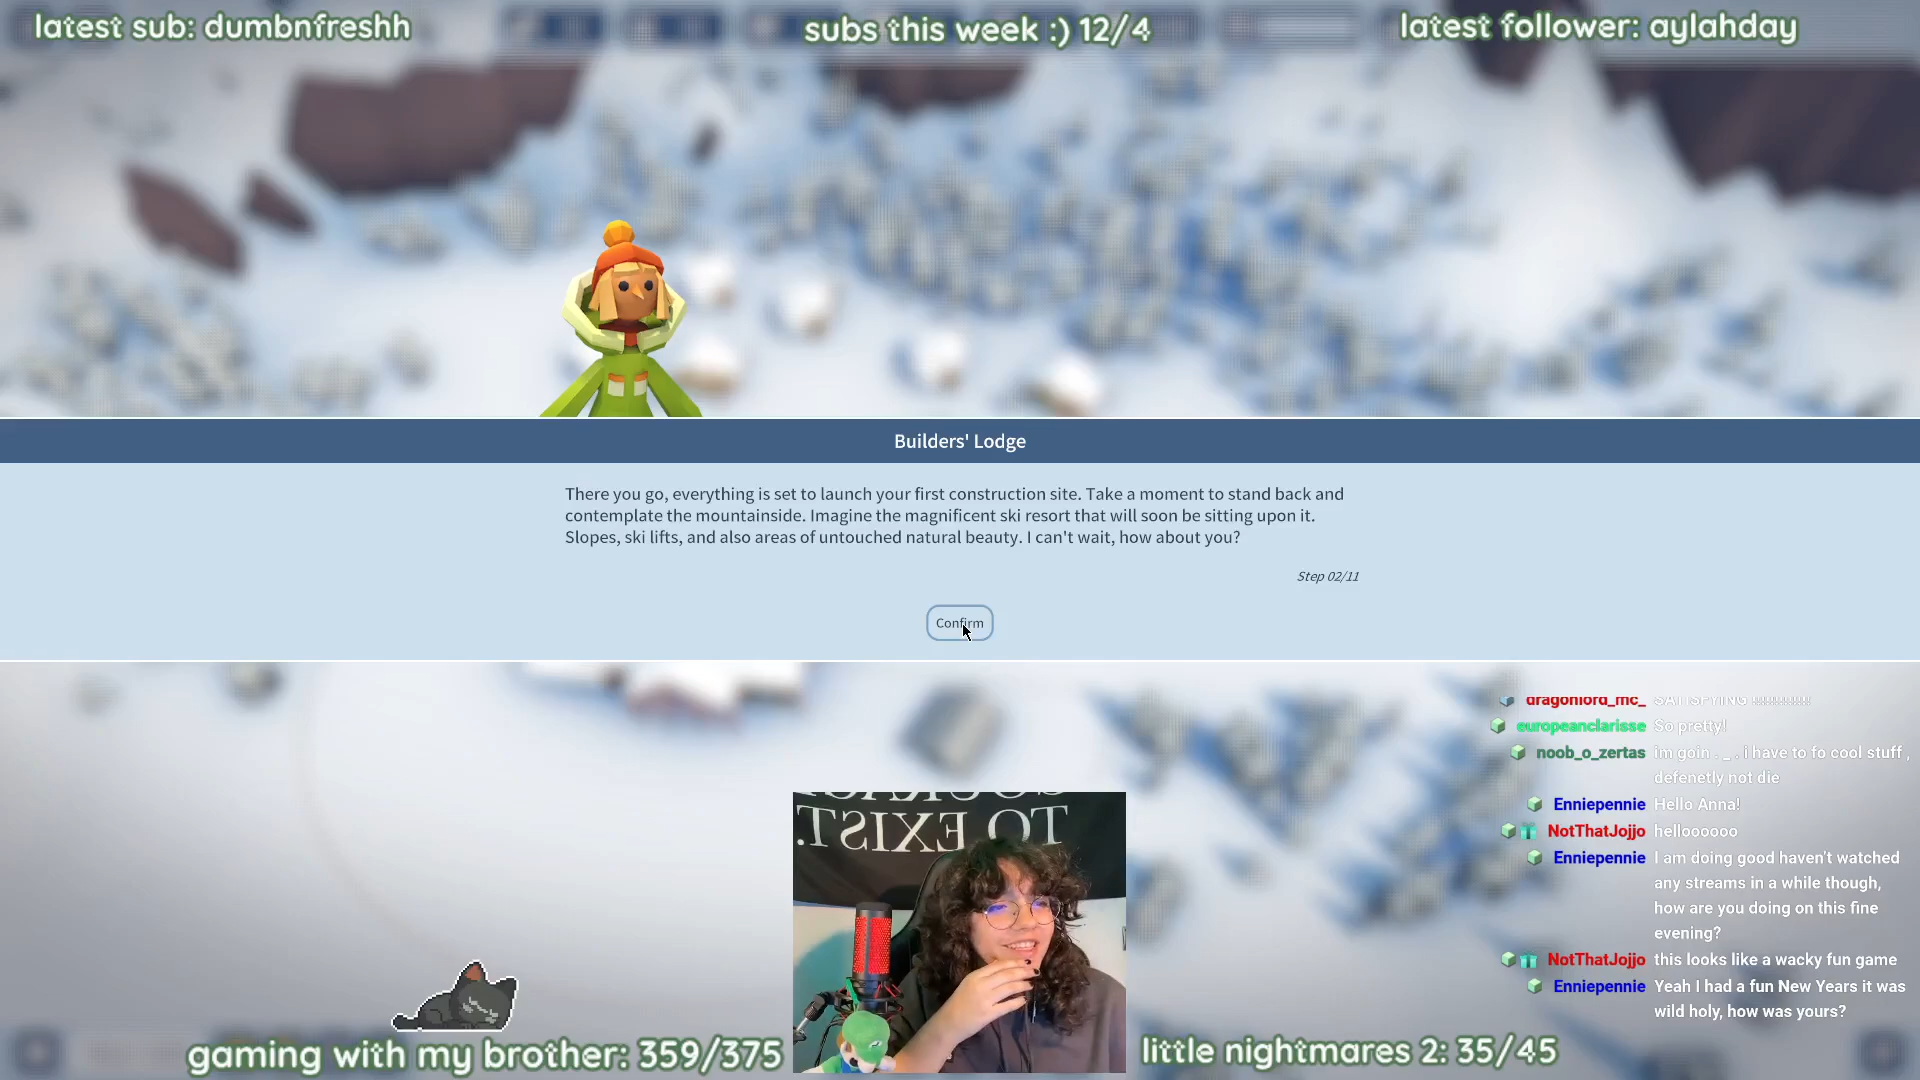 latest sub: dumbnfreshh
subs this week :) 12/4
latest follower: aylahday
Builders' Lodge
There you go, everything is set to launch your first construction site. Take a moment to stand back and
contemplate the mountainside. Imagine the magnificent ski resort that will soon be sitting upon it.
Slopes, ski lifts, and also areas of untouched natural beauty. I can't wait, how about you?
Step 02/11
Confirm
dragonlord_mc_ SATISFYING !!!!!!!!!!!!
europeanclarisse So pretty!
noob_o_zertas im goin . _ . i have to fo cool stuff ,
defenetly not die
Enniepennie Hello Anna!
NotThatJojjo helloooooo
Enniepennie I am doing good haven't watched
any streams in a while though,
how are you doing on this fine
evening?
NotThatJojjo this looks like a wacky fun game
Enniepennie Yeah I had a fun New Years it was
wild holy, how was yours?
TO EXIST.
gaming with my brother: 359/375
little nightmares 2: 35/45